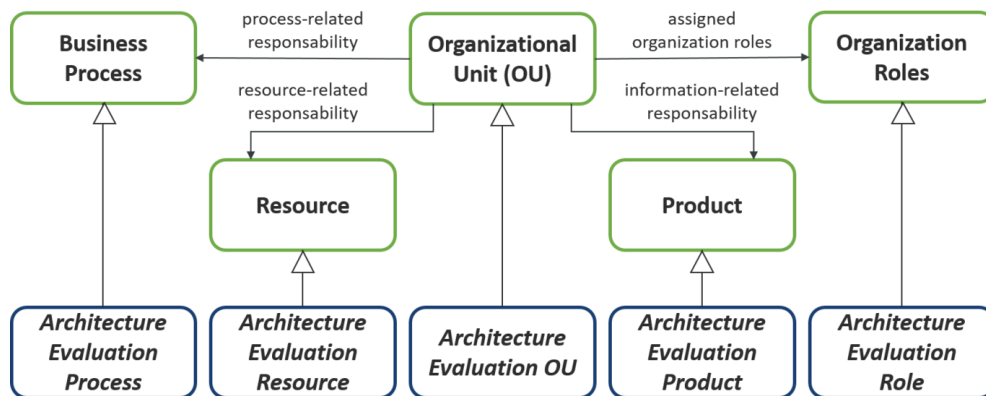 Business
Process
process-related
responsability
Organizational
Unit (OU)
assigned
organization roles
Organization
Roles
resource-related
responsability
information-related
responsability
Resource
Product
Architecture
Evaluation
Process
Architecture
Evaluation
Resource
Architecture
Evaluation OU
Architecture
Evaluation
Product
Architecture
Evaluation
Role